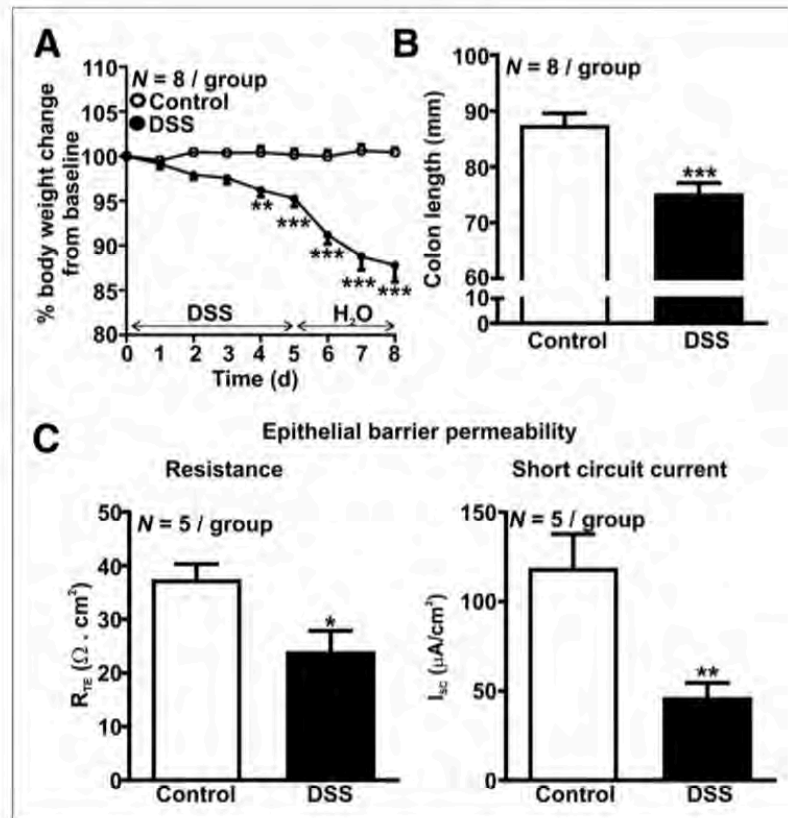 A
% body weight change
from baseline
110
105
100
95
90
85
80
N = 8 / group
Control
DSS
**
***
***
***
***
DSS
H₂O
0 1 2 3 4 5 6 7 8
Time (d)
B
Colon length (mm)
100
90
80
70
60
10
0
N = 8 / group
***
Control DSS
C
Epithelial barrier permeability
Resistance
R_TE (Ω . cm²)
50
40
30
20
10
0
N = 5 / group
*
Control DSS
Short circuit current
I_SC (µA/cm²)
150
100
50
0
N = 5 / group
**
Control DSS